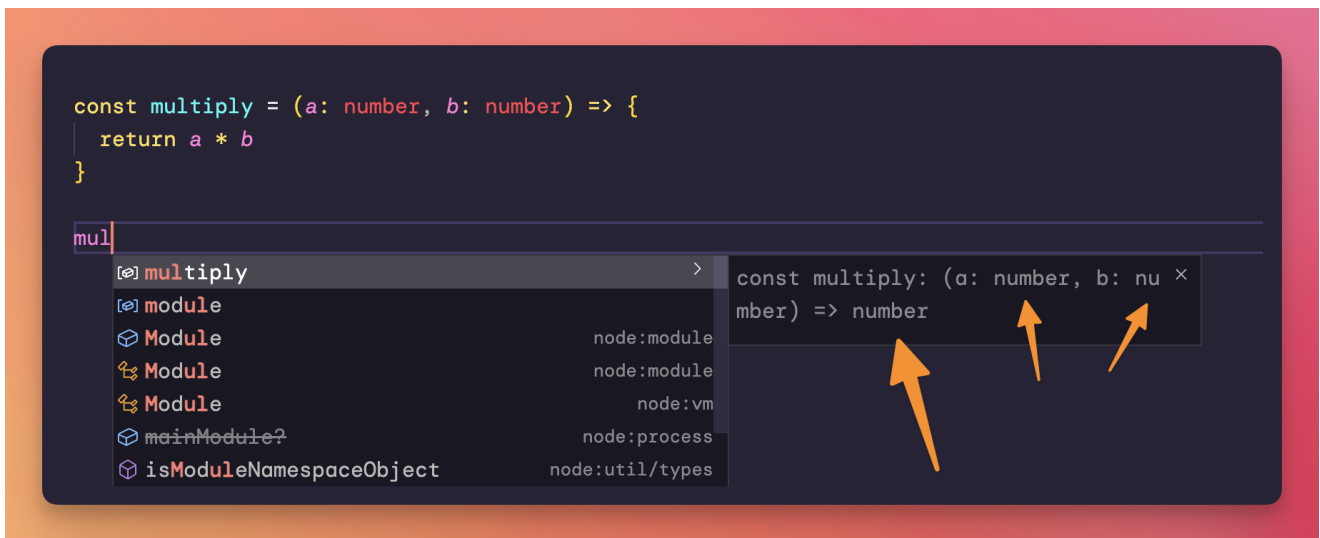 const multiply = (a: number, b: number) => {
return a * b
}
mul
multiply
module
Module node:module
Module node:module
Module node:vm
mainModule? node:process
isModuleNamespaceObject node:util/types
const multiply: (a: number, b: nu
mber) => number